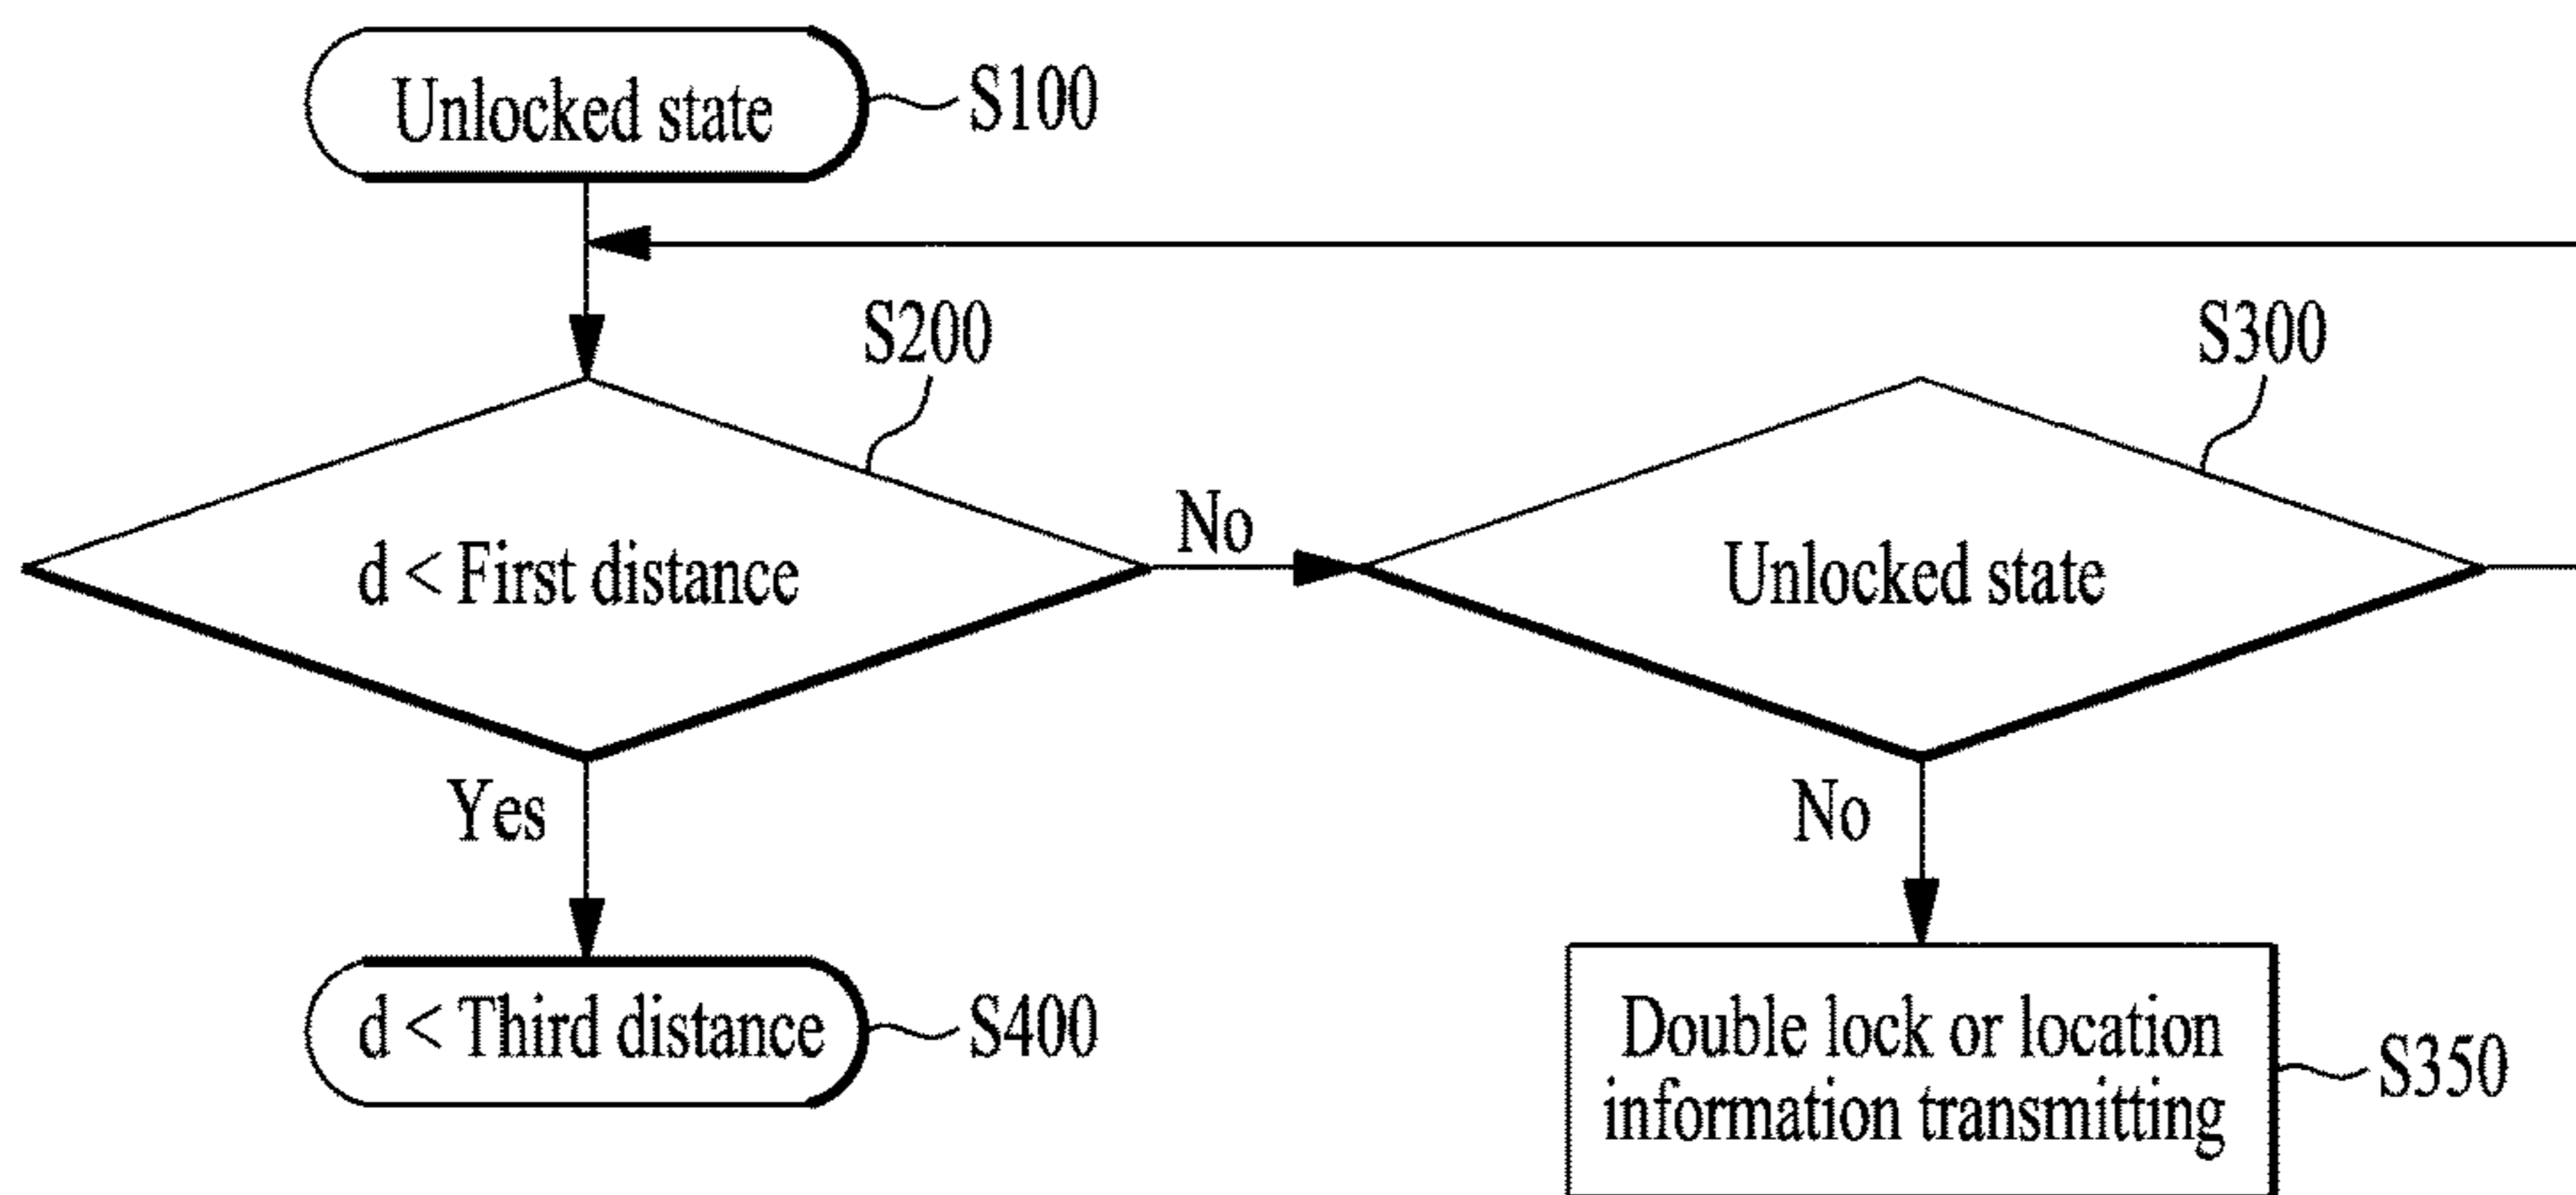 Unlocked state
S100
S200
S300
d < First distance
No
Unlocked state
Yes
No
d < Third distance
S400
Double lock or location
information transmitting
S350